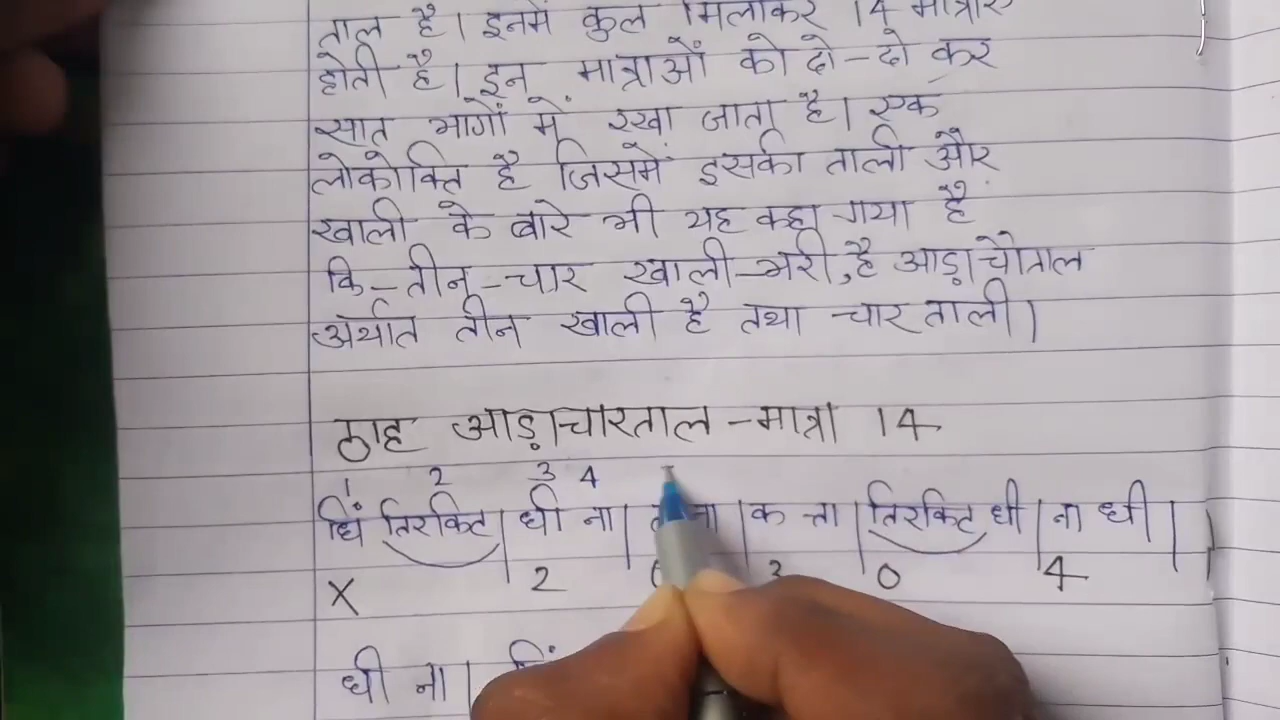 ताल है। इनमें कुल मिलाकर 14 मात्राएं
होती है। इन मात्राओं को दो-दो कर
सात भागों में रखा जाता है। एक
लोकोक्ति है जिसमें इसकी ताली और
खाली के बारे भी यह कहा गया है
कि-तीन-चार खाली-भरी, है आड़ाचौताल
अर्थात तीन खाली है तथा चार ताली।
ठाह आड़ाचारताल-मात्रा 14
1 2 3 4
धिं तिरकिट | धी ना | ना | क त्ता | तिरकिट धी | ना धी |
X 2 3 0 4
धी ना |